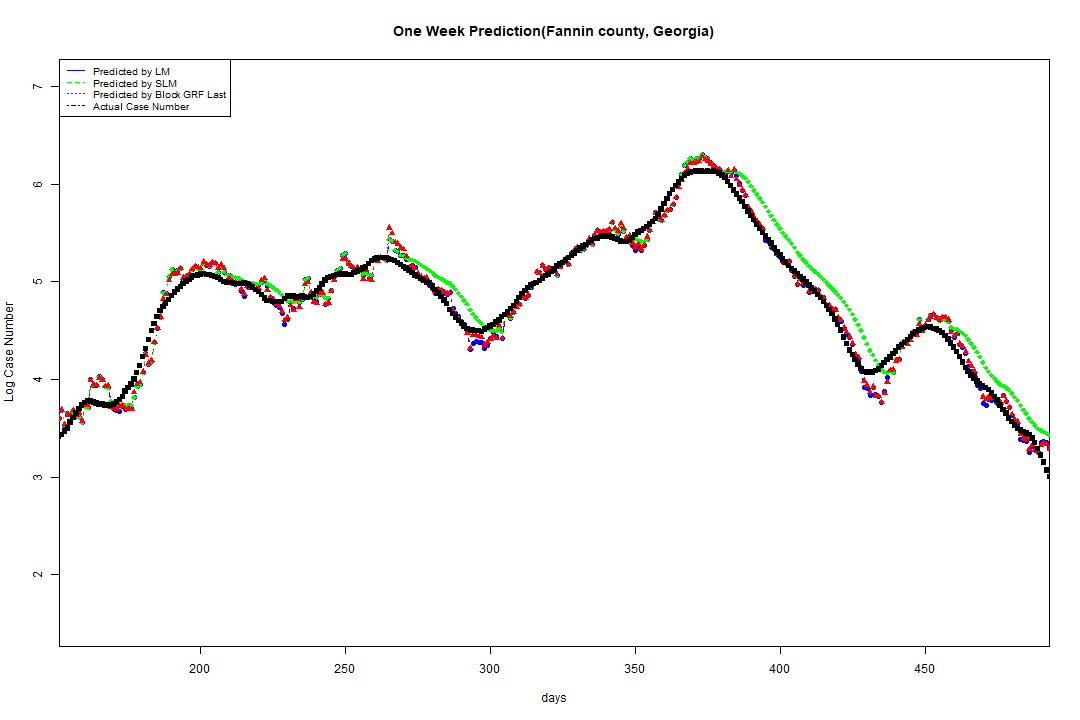 One Week Prediction(Fannin county, Georgia)
Predicted by LM
Predicted by SLM
Predicted by Block GRF Last
Actual Case Number
7
6
5
4
3
2
Log Case Number
200 250 300 350 400 450
days